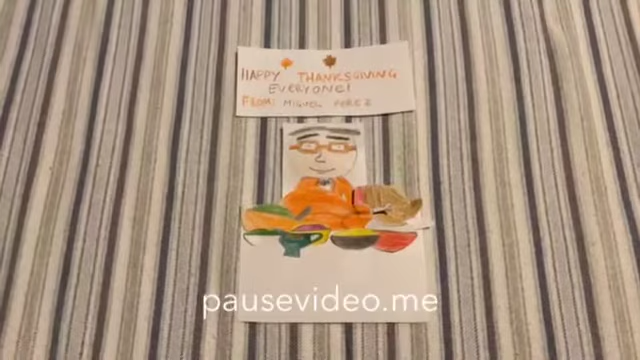 HAPPY THANKSGIVING
EVERYONE!
FROM: MIGUEL PEREZ
pausevideo.me